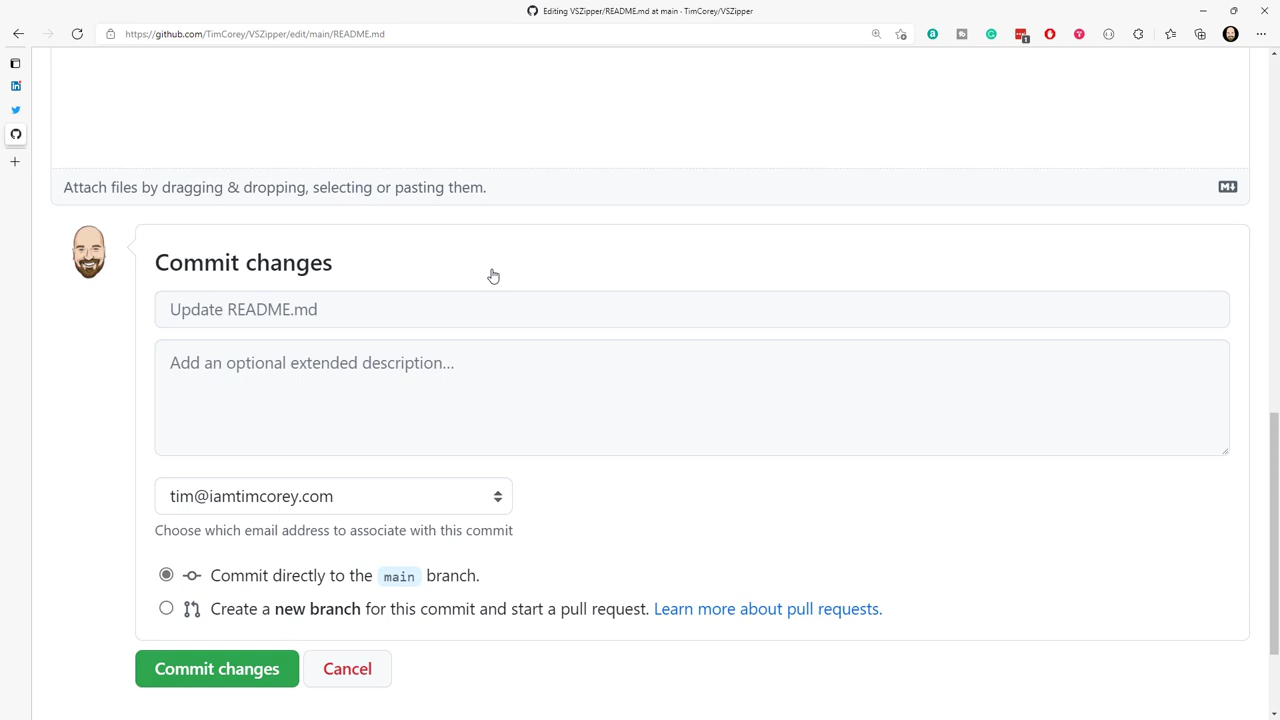 Editing VSZipper/README.md at main · TimCorey/VSZipper
https://github.com/TimCorey/VSZipper/edit/main/README.md
Attach files by dragging & dropping, selecting or pasting them.
Commit changes
Update README.md
Add an optional extended description...
tim@iamtimcorey.com
Choose which email address to associate with this commit
Commit directly to the main branch.
Create a new branch for this commit and start a pull request. Learn more about pull requests.
Commit changes
Cancel